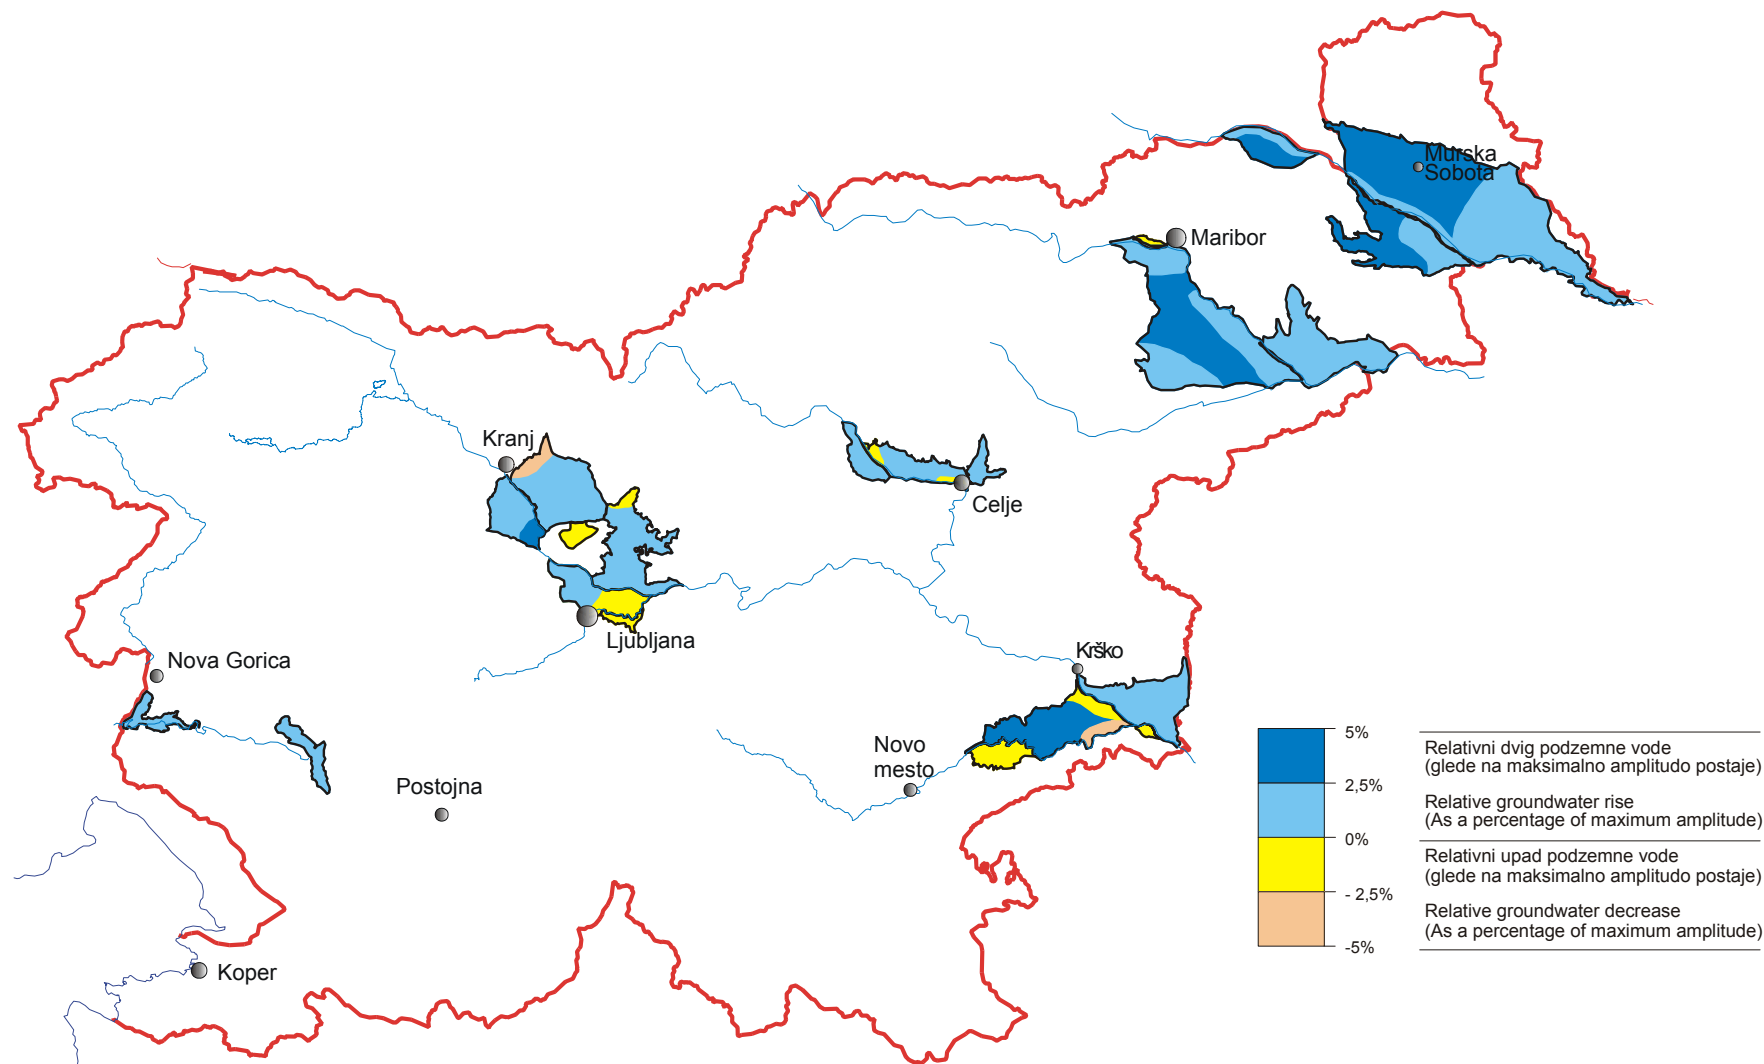 Murska
Sobota
Maribor
Kranj
Celje
Ljubljana
Krško
Nova Gorica
Novo
mesto
Postojna
Koper
5%
2,5%
0%
- 2,5%
-5%
Relativni dvig podzemne vode
(glede na maksimalno amplitudo postaje)
Relative groundwater rise
(As a percentage of maximum amplitude)
Relativni upad podzemne vode
(glede na maksimalno amplitudo postaje)
Relative groundwater decrease
(As a percentage of maximum amplitude)